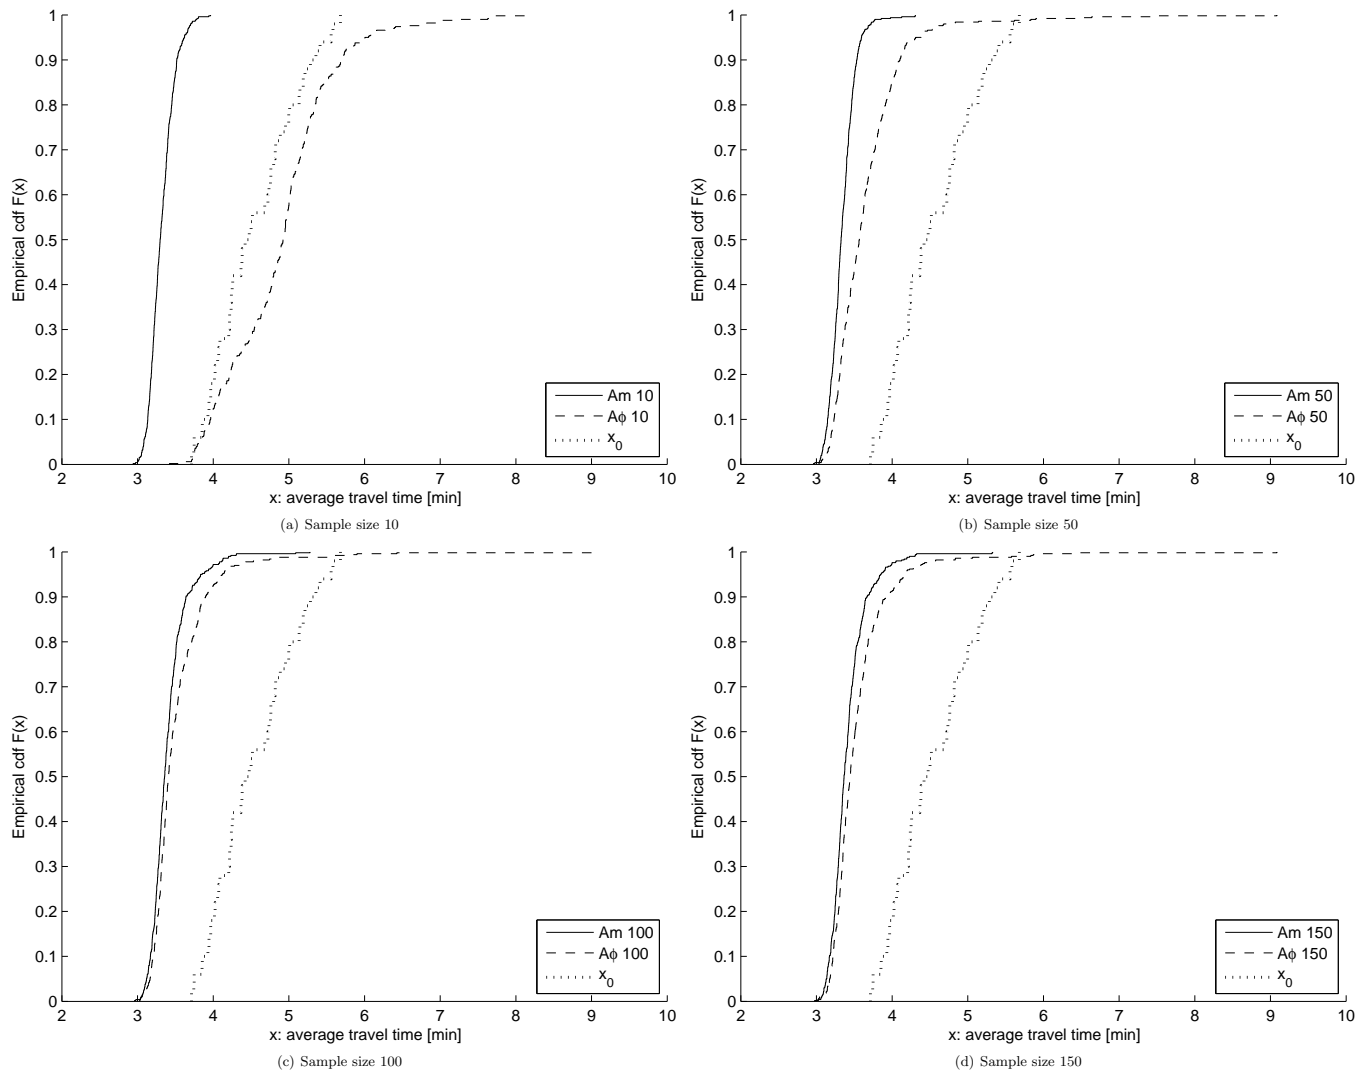 1
0.9
0.8
0.7
0.6
0.5
0.4
0.3
0.2
0.1
0
Empirical cdf F(x)
2 3 4 5 6 7 8 9 10
x: average travel time [min]
Am 10
Aϕ 10
x0
(a) Sample size 10
1
0.9
0.8
0.7
0.6
0.5
0.4
0.3
0.2
0.1
0
Empirical cdf F(x)
2 3 4 5 6 7 8 9 10
x: average travel time [min]
Am 50
Aϕ 50
x0
(b) Sample size 50
1
0.9
0.8
0.7
0.6
0.5
0.4
0.3
0.2
0.1
0
Empirical cdf F(x)
2 3 4 5 6 7 8 9 10
x: average travel time [min]
Am 100
Aϕ 100
x0
(c) Sample size 100
1
0.9
0.8
0.7
0.6
0.5
0.4
0.3
0.2
0.1
0
Empirical cdf F(x)
2 3 4 5 6 7 8 9 10
x: average travel time [min]
Am 150
Aϕ 150
x0
(d) Sample size 150